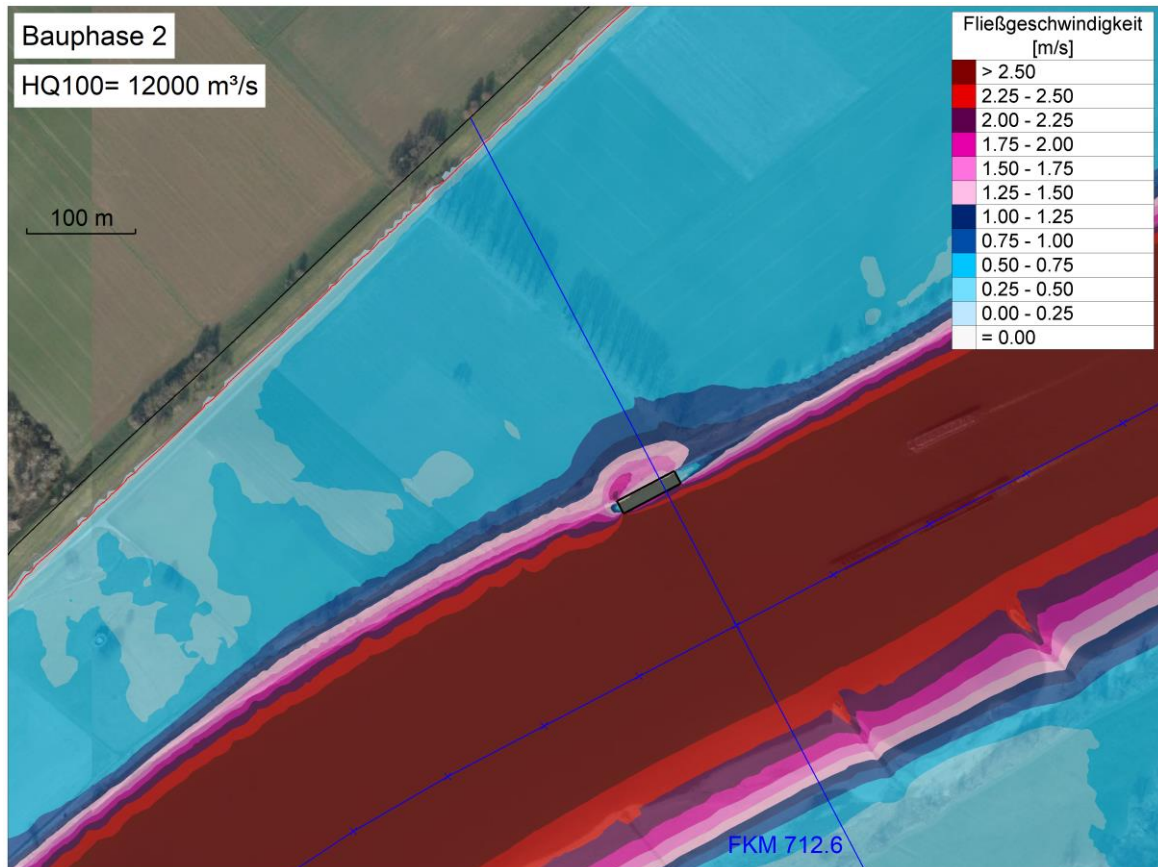 Bauphase 2
HQ100= 12000 m³/s
100 m
Fließgeschwindigkeit
[m/s]
> 2.50
2.25 - 2.50
2.00 - 2.25
1.75 - 2.00
1.50 - 1.75
1.25 - 1.50
1.00 - 1.25
0.75 - 1.00
0.50 - 0.75
0.25 - 0.50
0.00 - 0.25
= 0.00
FKM 712.6